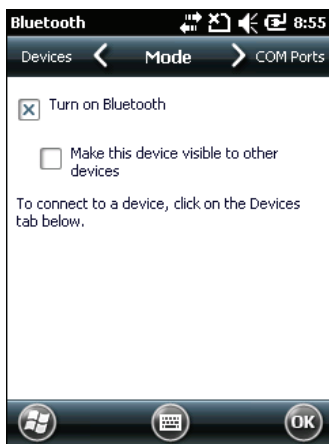 Bluetooth 8:55
Devices Mode COM Ports
Turn on Bluetooth
Make this device visible to other
devices
To connect to a device, click on the Devices
tab below.
OK